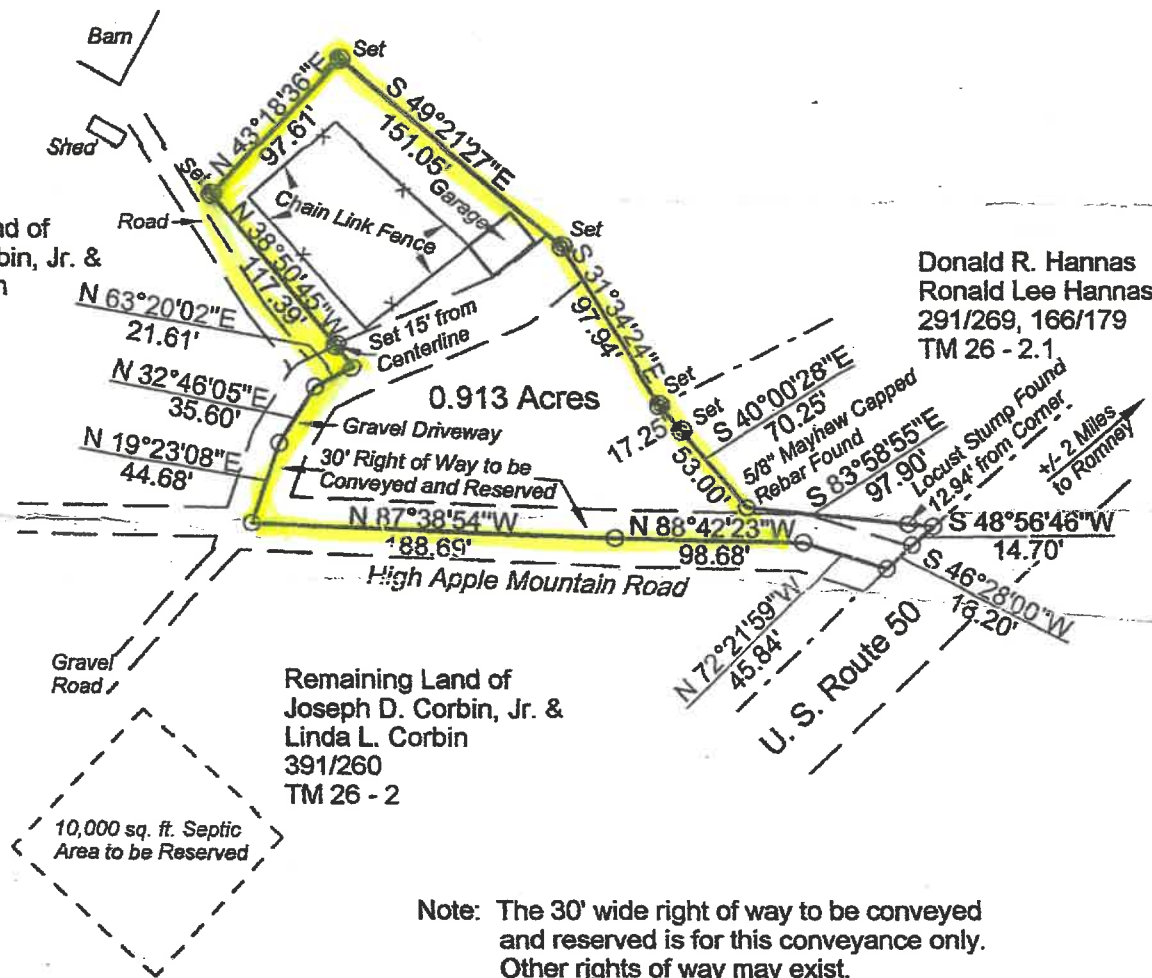 Barn
Set
Shed
N 43°18'36"E
97.61'
S 49°21'27"E
151.05'
Set
Road
Garage
Chain Link Fence
Set
N 38°50'45"W
117.39'
S 31°34'24"E
97.94'
Donald R. Hannas
Ronald Lee Hannas
291/269, 166/179
TM 26 - 2.1
bin, Jr. &
N 63°20'02"E
21.61'
Set 15' from
Centerline
N 32°46'05"E
35.60'
0.913 Acres
Set
Set
17.25'
53.00'
S 40°00'28"E
70.25'
5/8" Mayhew Capped
Rebar Found
S 83°58'55"E
97.90'
Locust Stump Found
12.94' from Corner
+/- 2 Miles
to Romney
Gravel Driveway
N 19°23'08"E
44.68'
30' Right of Way to be
Conveyed and Reserved
N 87°38'54"W
188.69'
N 88°42'23"W
98.68'
S 48°56'46"W
14.70'
S 46°28'00"W
High Apple Mountain Road
N 72°21'59"W
45.84'
U. S. Route 50
Gravel
Road
Remaining Land of
Joseph D. Corbin, Jr. &
Linda L. Corbin
391/260
TM 26 - 2
10,000 sq. ft. Septic
Area to be Reserved
Note: The 30' wide right of way to be conveyed
and reserved is for this conveyance only.
Other rights of way may exist.